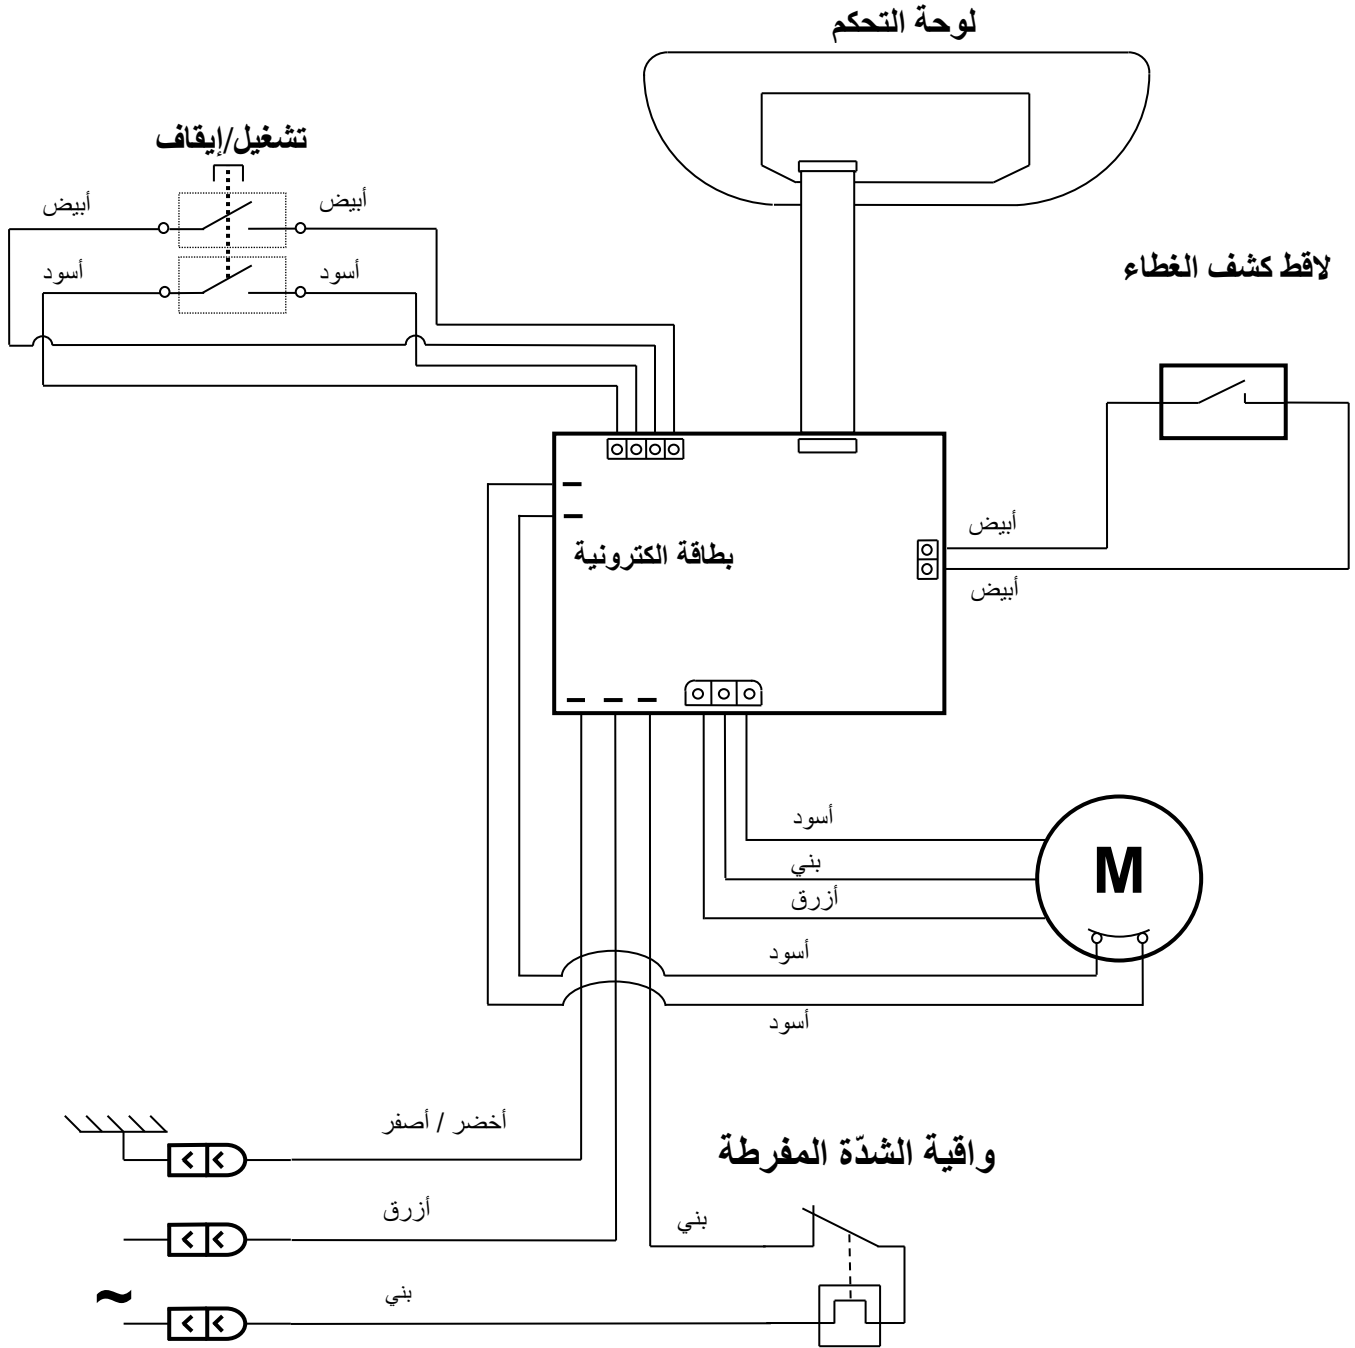 لوحة التحكم
تشغيل/إيقاف
أبيض
أبيض
أسود
أسود
لاقط كشف الغطاء
أبيض
أبيض
بطاقة الكترونية
أسود
بني
أزرق
M
أسود
أسود
أخضر / أصفر
واقية الشدّة المفرطة
أزرق
بني
~
بني